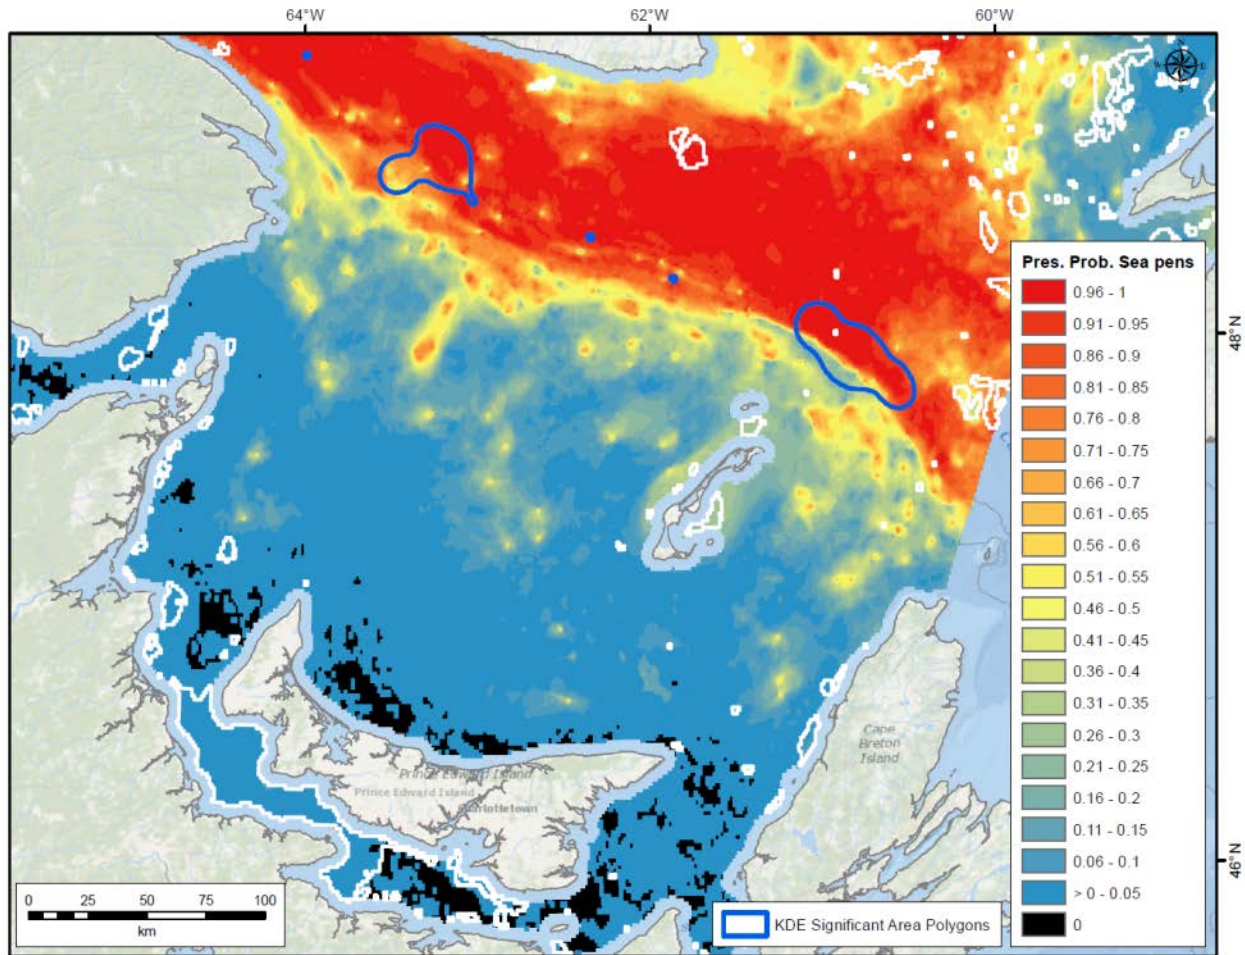 64°W 62°W 60°W
N
W E
S
48°N
Pres. Prob. Sea pens
0.96 - 1
0.91 - 0.95
0.86 - 0.9
0.81 - 0.85
0.76 - 0.8
0.71 - 0.75
0.66 - 0.7
0.61 - 0.65
0.56 - 0.6
0.51 - 0.55
0.46 - 0.5
0.41 - 0.45
0.36 - 0.4
0.31 - 0.35
0.26 - 0.3
0.21 - 0.25
0.16 - 0.2
0.11 - 0.15
0.06 - 0.1
> 0 - 0.05
0
Cape
Breton
Island
Prince Edward Island
Prince Edward Island
Charlottetown
46°N
0 25 50 75 100
km
KDE Significant Area Polygons